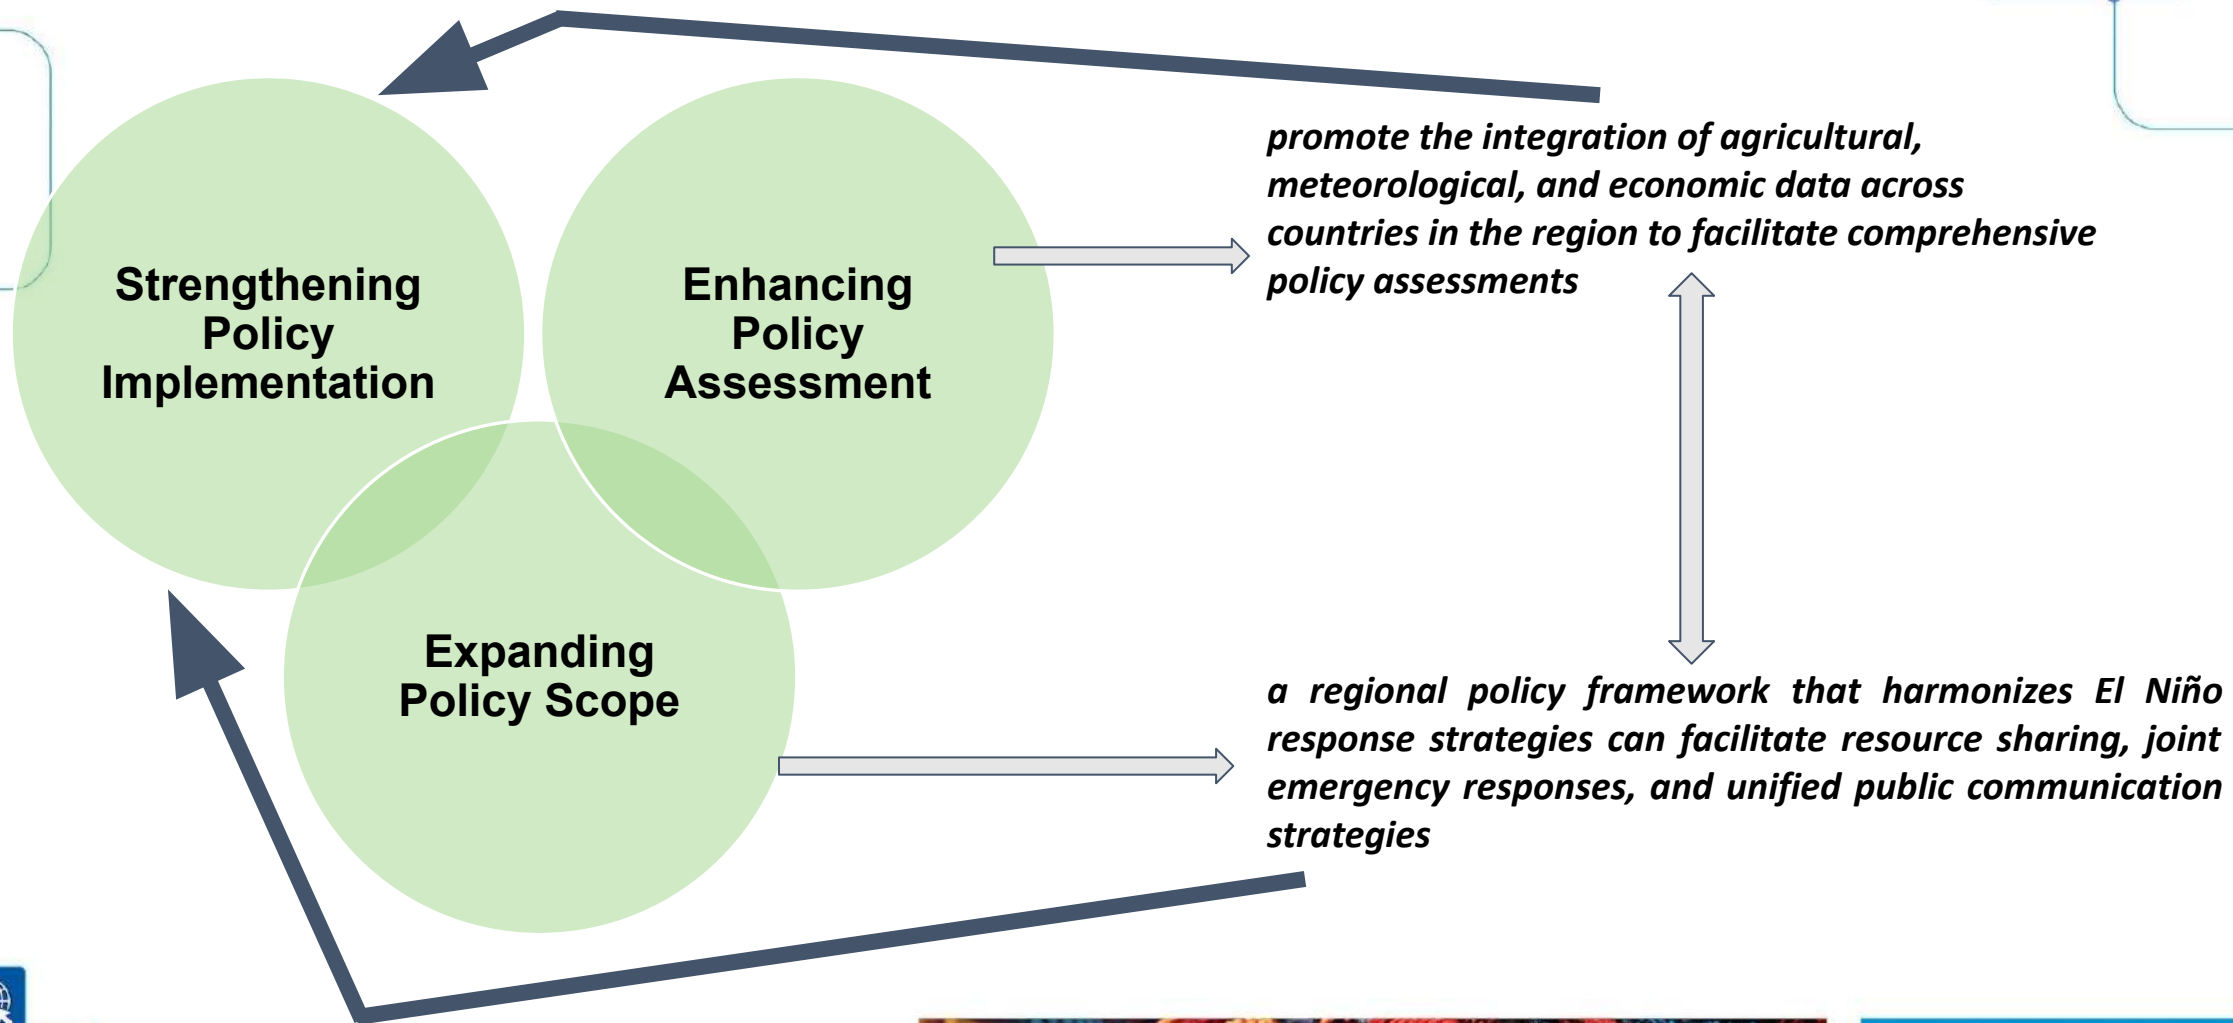 Strengthening
Policy
Implementation
Enhancing
Policy
Assessment
Expanding
Policy Scope
promote the integration of agricultural,
meteorological, and economic data across
countries in the region to facilitate comprehensive
policy assessments
a regional policy framework that harmonizes El Niño
response strategies can facilitate resource sharing, joint
emergency responses, and unified public communication
strategies